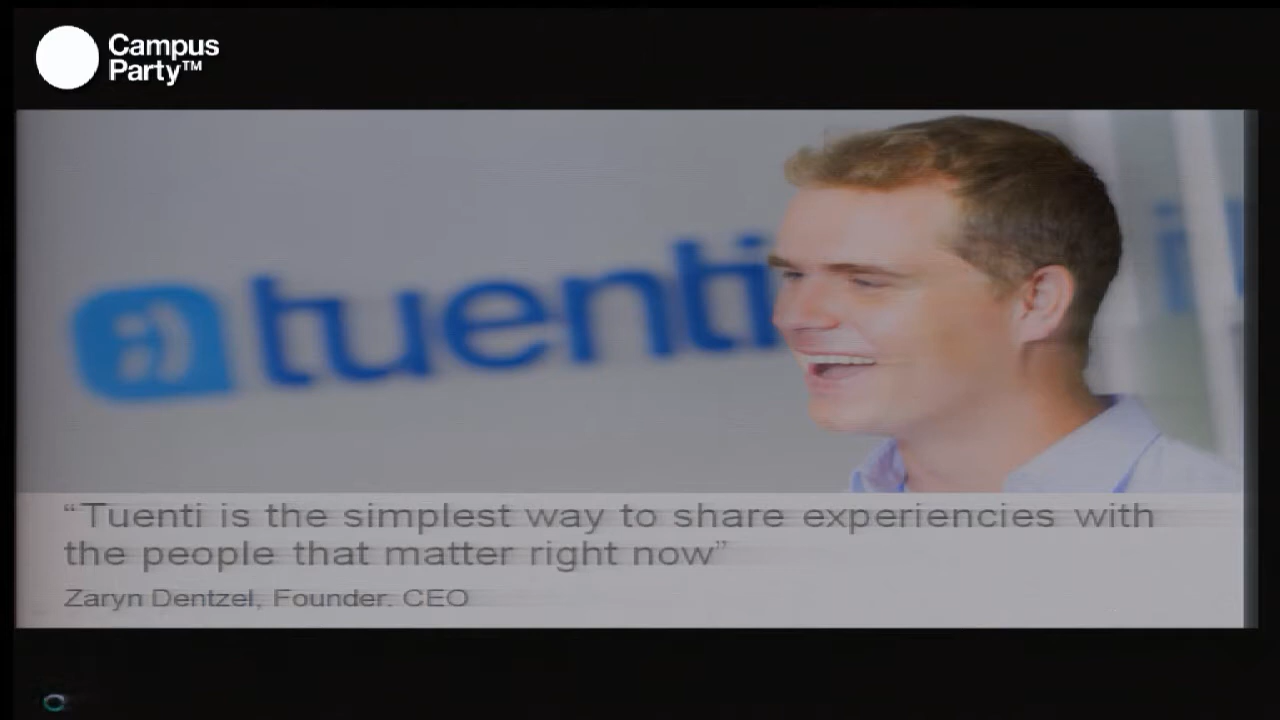 Campus
Party™
tuenti
“Tuenti is the simplest way to share experiencies with
the people that matter right now”
Zaryn Dentzel, Founder. CEO